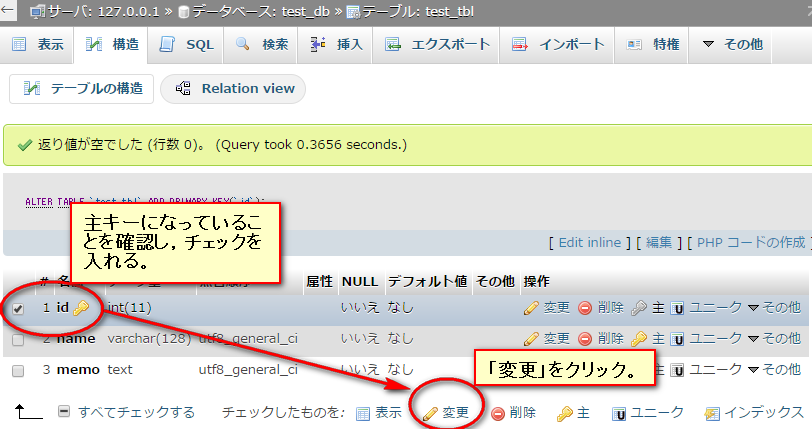 サーバ: 127.0.0.1 » データベース: test_db » テーブル: test_tbl
表示 構造 SQL 検索 挿入 エクスポート インポート 特権 その他
テーブルの構造 Relation view
返り値が空でした (行数 0)。 (Query took 0.3656 seconds.)
ALTER TABLE `test_tbl` ADD PRIMARY KEY(`id`);
主キーになっているこ
とを確認し，チェックを
入れる。
[ Edit inline ] [ 編集 ] [ PHP コードの作成
# 属性 NULL デフォルト値 その他 操作
1 id int(11) いいえ なし 変更 削除 主 ユニーク その他
2 name varchar(128) utf8_general_ci いいえ なし 変更 削除 主 ユニーク その他
3 memo text utf8_general_ci いいえ なし 主 ユニーク その他
「変更」をクリック。
すべてチェックする チェックしたものを: 表示 変更 削除 主 ユニーク インデックス